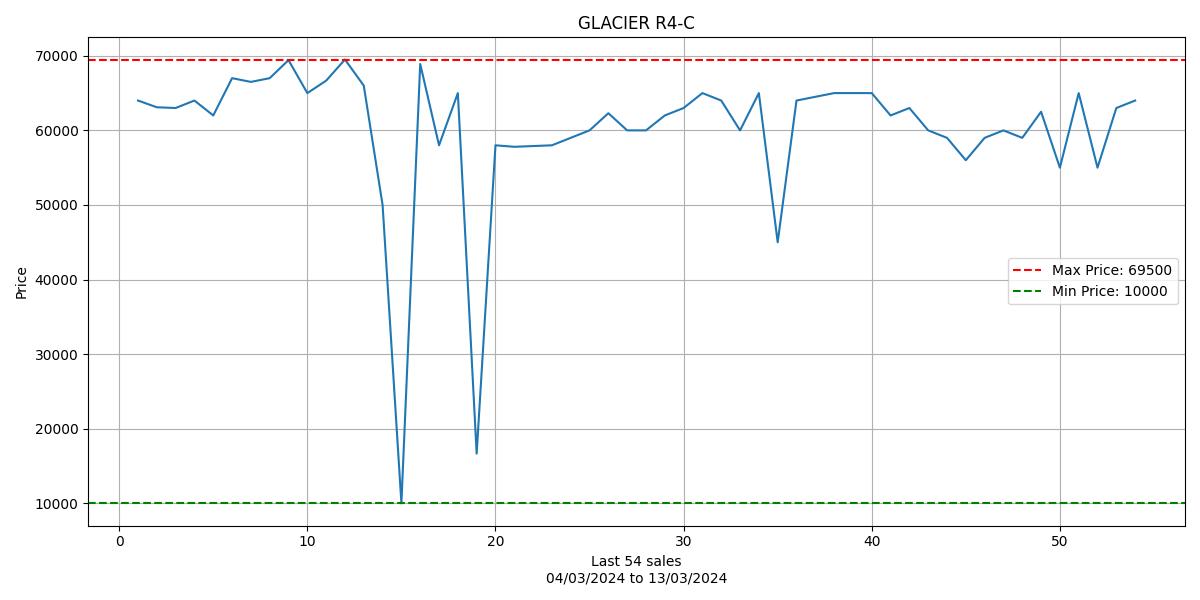 GLACIER R4-C
70000
60000
50000
40000
30000
20000
10000
Price
Max Price: 69500
Min Price: 10000
0 10 20 30 40 50
Last 54 sales
04/03/2024 to 13/03/2024